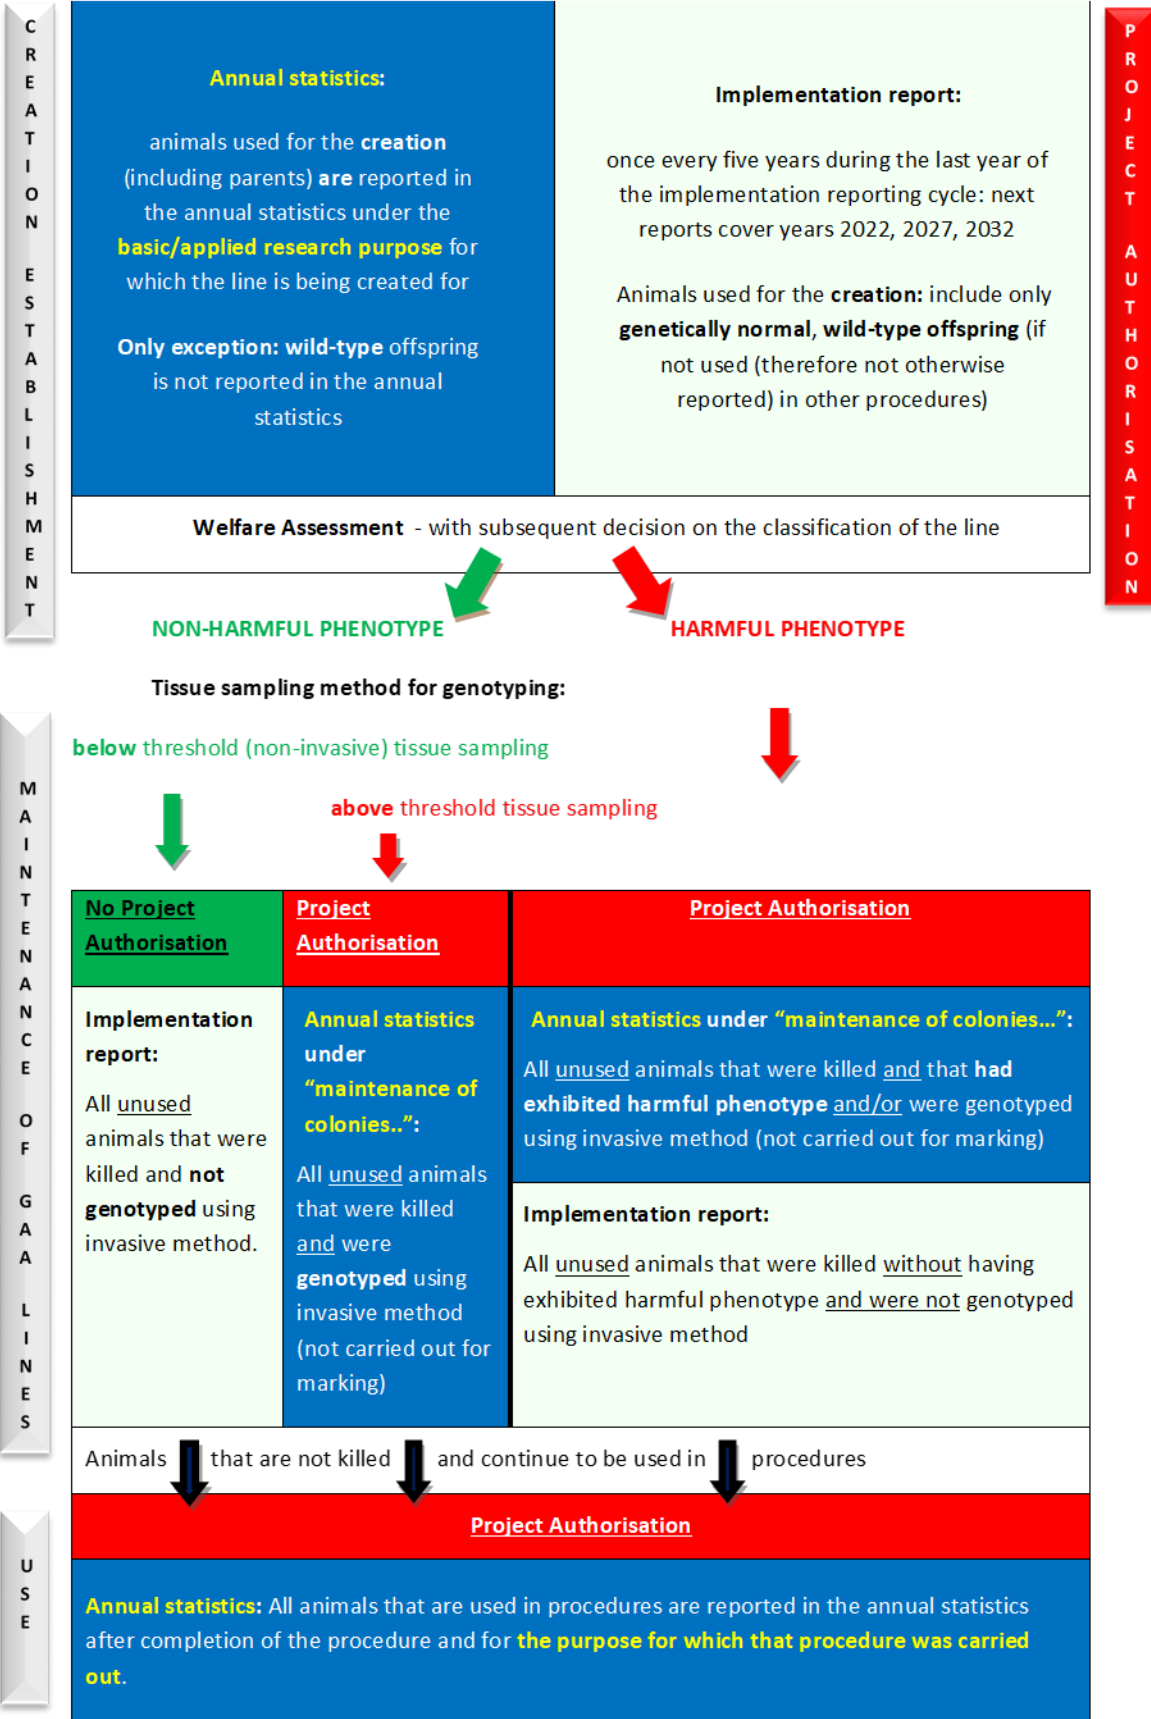 CREATION ESTABLISHMENT
PROJECT AUTHORISATION
Annual statistics:
animals used for the creation
(including parents) are reported in
the annual statistics under the
basic/applied research purpose for
which the line is being created for
Only exception: wild-type offspring
is not reported in the annual
statistics
Implementation report:
once every five years during the last year of
the implementation reporting cycle: next
reports cover years 2022, 2027, 2032
Animals used for the creation: include only
genetically normal, wild-type offspring (if
not used (therefore not otherwise
reported) in other procedures)
Welfare Assessment - with subsequent decision on the classification of the line
NON-HARMFUL PHENOTYPE
HARMFUL PHENOTYPE
MAINTENANCE OF GAA LINES
Tissue sampling method for genotyping:
below threshold (non-invasive) tissue sampling
above threshold tissue sampling
No Project
Authorisation
Implementation
report:
All unused
animals that were
killed and not
genotyped using
invasive method.
Project
Authorisation
Annual statistics
under
“maintenance of
colonies..”:
All unused animals
that were killed
and were
genotyped using
invasive method
(not carried out for
marking)
Project Authorisation
Annual statistics under “maintenance of colonies…”:
All unused animals that were killed and that had
exhibited harmful phenotype and/or were genotyped
using invasive method (not carried out for marking)
Implementation report:
All unused animals that were killed without having
exhibited harmful phenotype and were not genotyped
using invasive method
Animals that are not killed and continue to be used in procedures
USE
Project Authorisation
Annual statistics: All animals that are used in procedures are reported in the annual statistics
after completion of the procedure and for the purpose for which that procedure was carried
out.